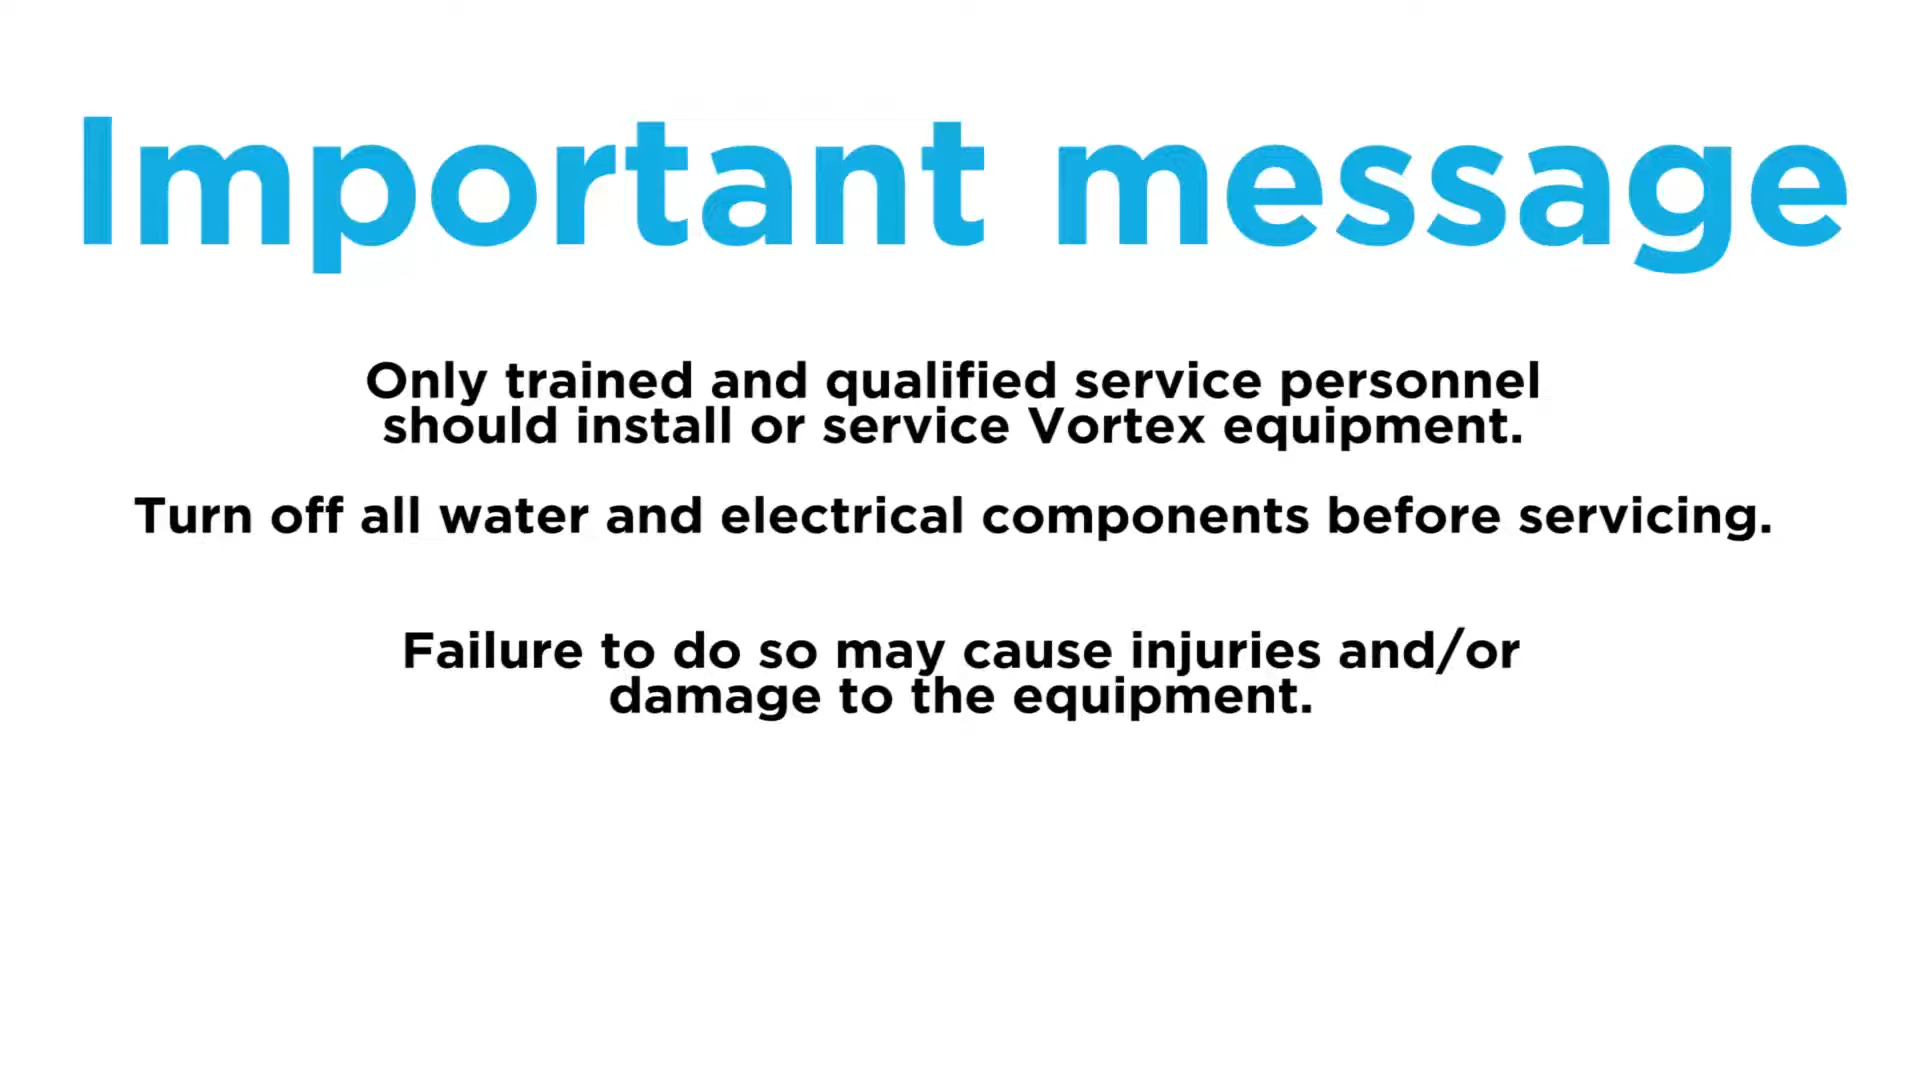 Important message
Only trained and qualified service personnel
should install or service Vortex equipment.
Turn off all water and electrical components before servicing.
Failure to do so may cause injuries and/or
damage to the equipment.